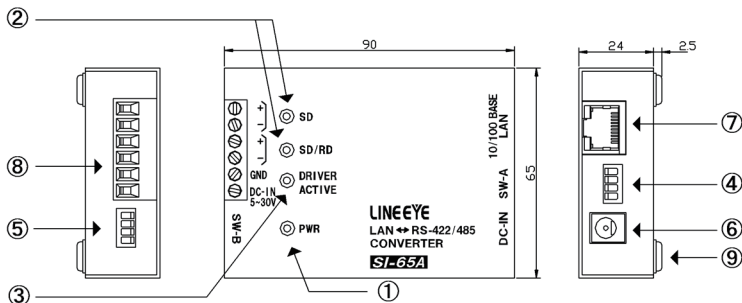 ②
90
24
2.5
+
SD
−
+
SD/RD
−
GND
DRIVER
ACTIVE
DC-IN
5~30V
SW-B
PWR
10/100 BASE
LAN
SW-A
DC-IN
65
LINEEYE
LAN ↔ RS-422/485
CONVERTER
SI-65A
⑧
⑤
③
①
⑦
④
⑥
⑨